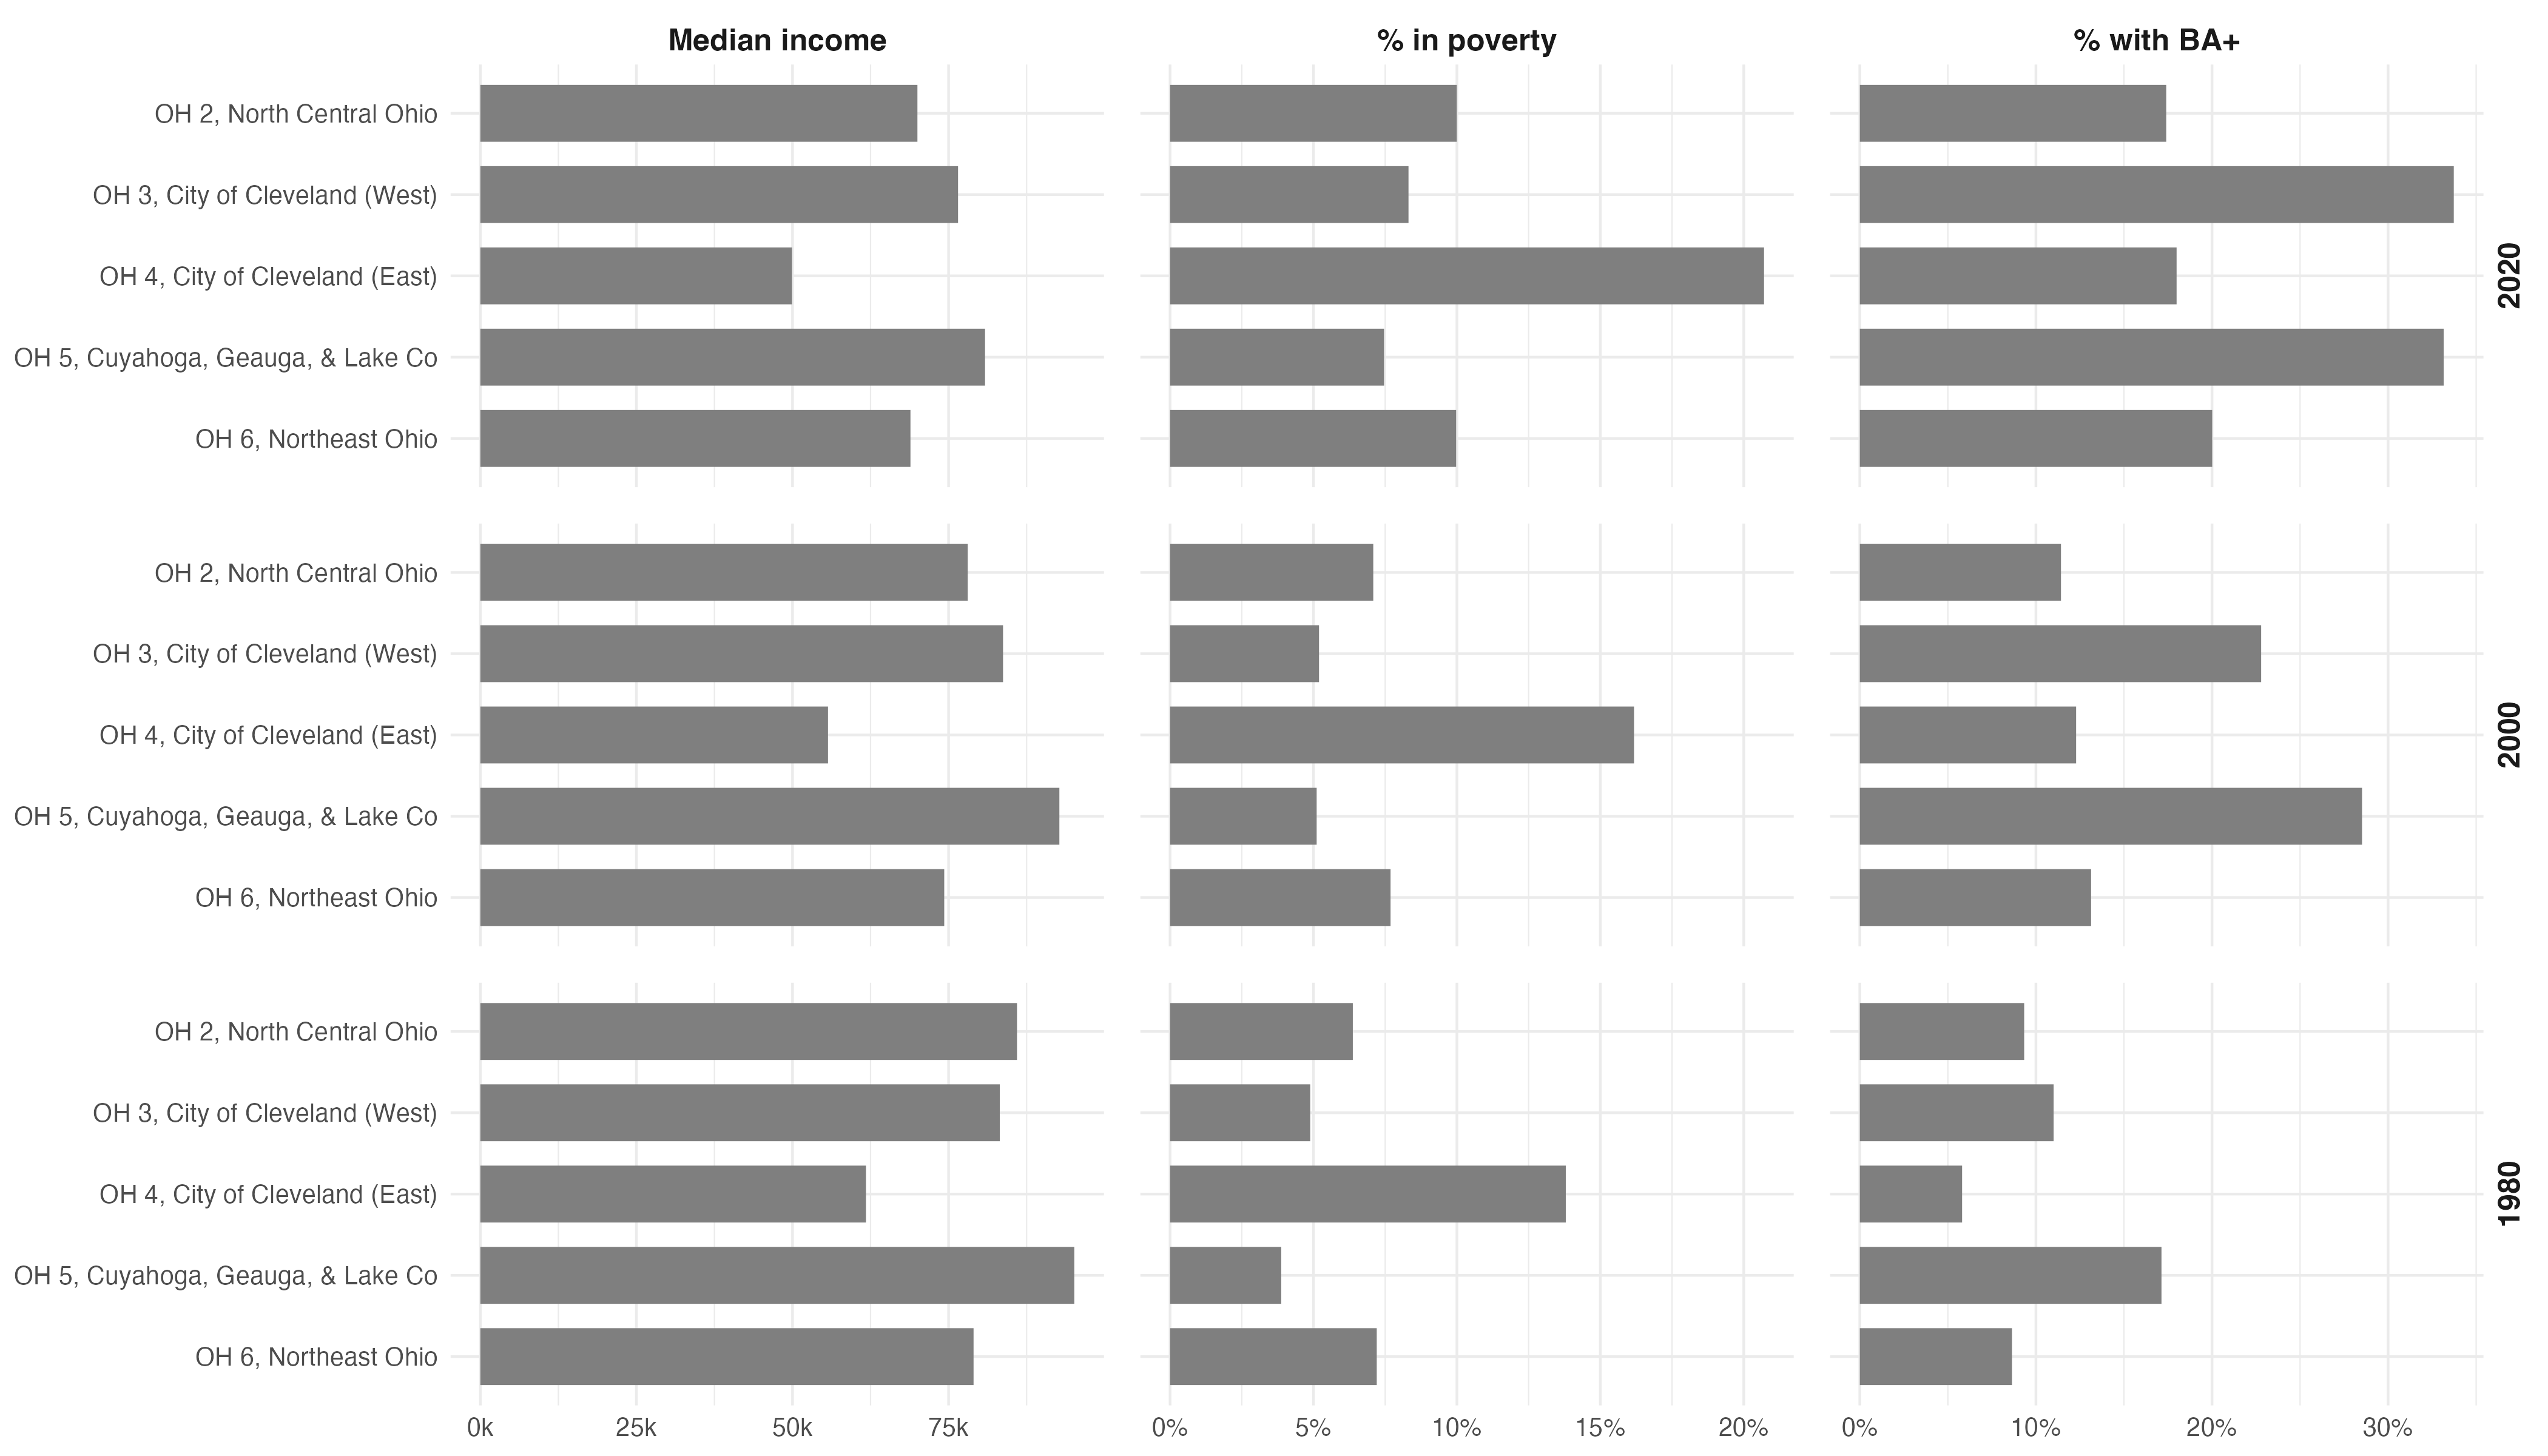 Median income
% in poverty
% with BA+
OH 2, North Central Ohio
OH 3, City of Cleveland (West)
OH 4, City of Cleveland (East)
OH 5, Cuyahoga, Geauga, & Lake Co
OH 6, Northeast Ohio
2020
OH 2, North Central Ohio
OH 3, City of Cleveland (West)
OH 4, City of Cleveland (East)
OH 5, Cuyahoga, Geauga, & Lake Co
OH 6, Northeast Ohio
2000
OH 2, North Central Ohio
OH 3, City of Cleveland (West)
OH 4, City of Cleveland (East)
OH 5, Cuyahoga, Geauga, & Lake Co
OH 6, Northeast Ohio
1980
0k 25k 50k 75k
0% 5% 10% 15% 20%
0% 10% 20% 30%